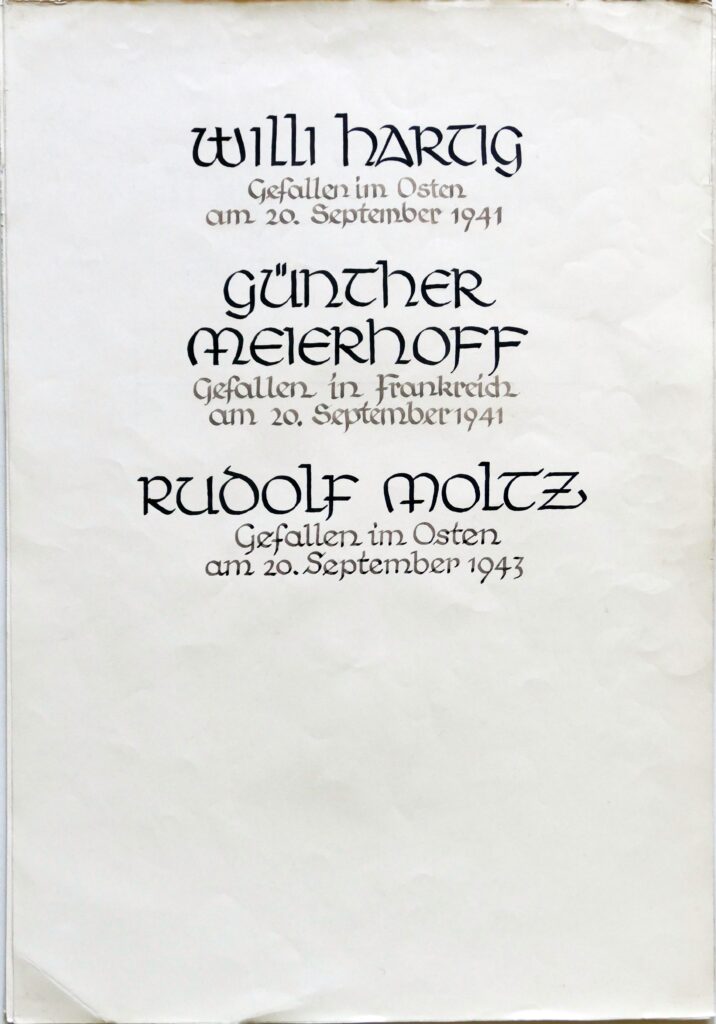 Willi Hartig
Gefallen im Osten
am 20. September 1941
Günther
Meierhoff
Gefallen in Frankreich
am 20. September 1941
Rudolf Moltz
Gefallen im Osten
am 20. September 1943